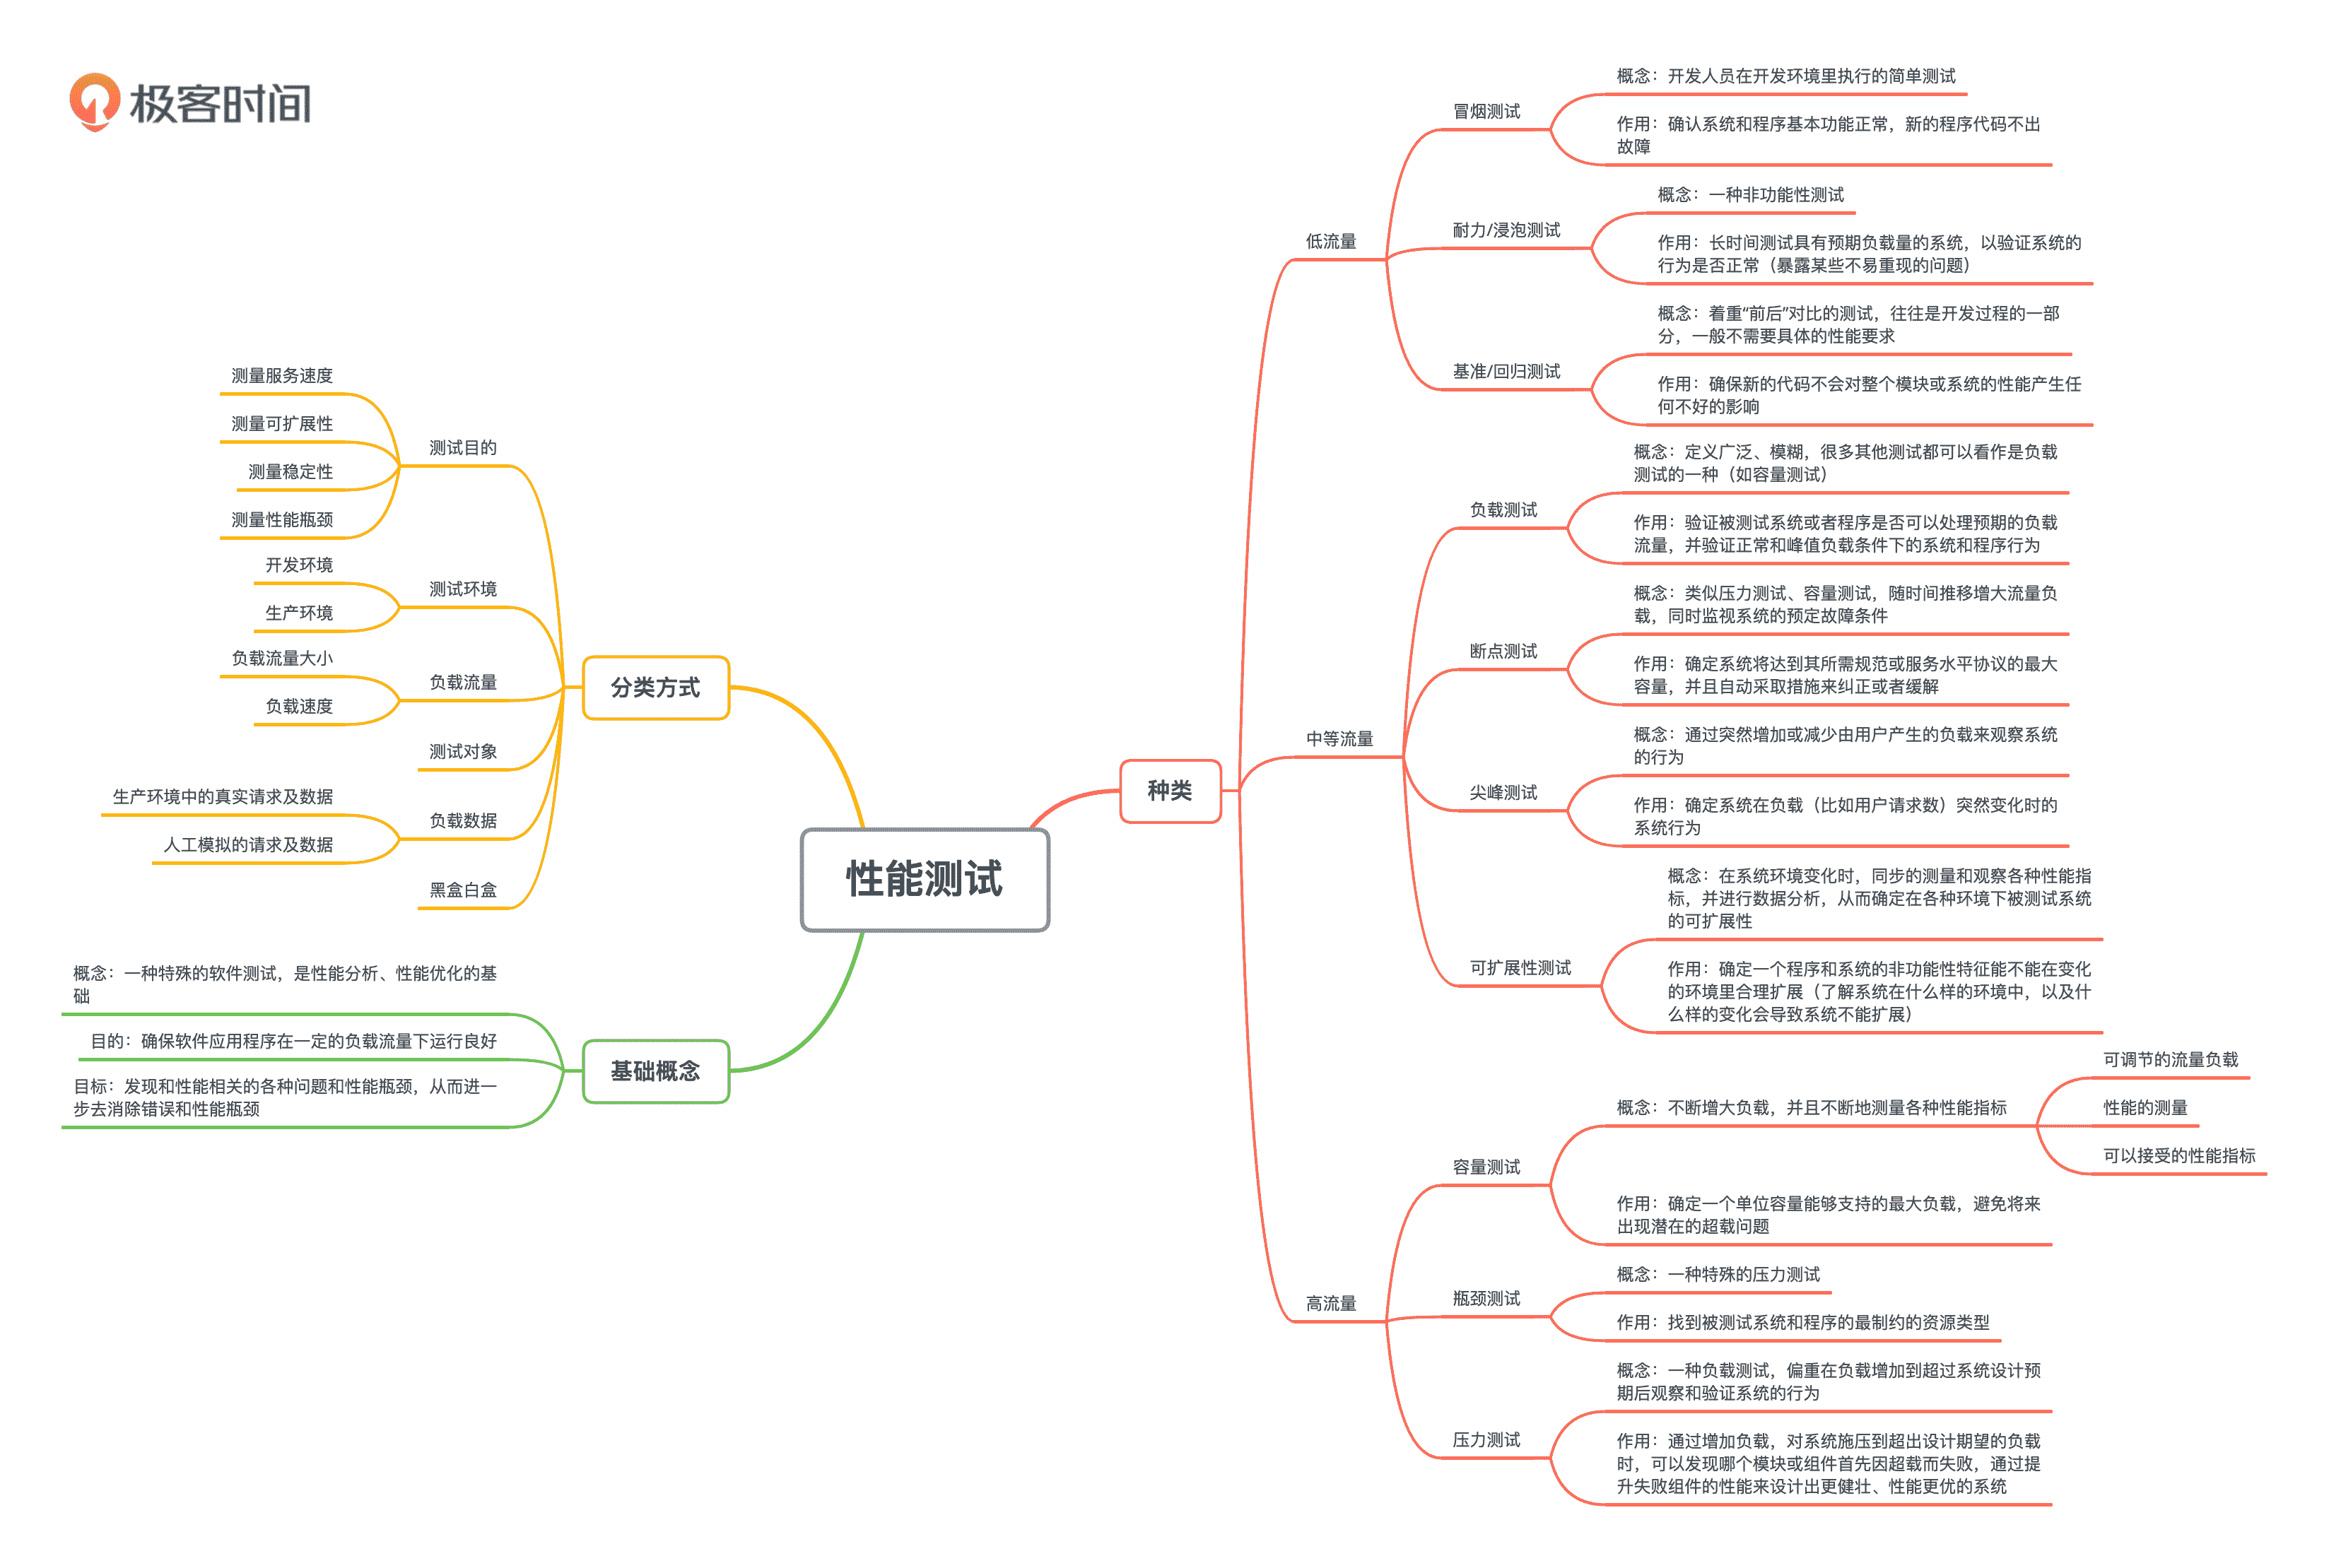 极客时间
性能测试
种类
低流量
冒烟测试
概念：开发人员在开发环境里执行的简单测试
作用：确认系统和程序基本功能正常，新的程序代码不出
故障
耐力/浸泡测试
概念：一种非功能性测试
作用：长时间测试具有预期负载量的系统，以验证系统的
行为是否正常（暴露某些不易重现的问题）
基准/回归测试
概念：着重“前后”对比的测试，往往是开发过程的一部
分，一般不需要具体的性能要求
作用：确保新的代码不会对整个模块或系统的性能产生任
何不好的影响
中等流量
负载测试
概念：定义广泛、模糊，很多其他测试都可以看作是负载
测试的一种（如容量测试）
作用：验证被测试系统或者程序是否可以处理预期的负载
流量，并验证正常和峰值负载条件下的系统和程序行为
断点测试
概念：类似压力测试、容量测试，随时间推移增大流量负
载，同时监视系统的预定故障条件
作用：确定系统将达到其所需规范或服务水平协议的最大
容量，并且自动采取措施来纠正或者缓解
尖峰测试
概念：通过突然增加或减少由用户产生的负载来观察系统
的行为
作用：确定系统在负载（比如用户请求数）突然变化时的
系统行为
可扩展性测试
概念：在系统环境变化时，同步的测量和观察各种性能指
标，并进行数据分析，从而确定在各种环境下被测试系统
的可扩展性
作用：确定一个程序和系统的非功能性特征能不能在变化
的环境里合理扩展（了解系统在什么样的环境中，以及什
么样的变化会导致系统不能扩展）
高流量
容量测试
概念：不断增大负载，并且不断地测量各种性能指标
可调节的流量负载
性能的测量
可以接受的性能指标
作用：确定一个单位容量能够支持的最大负载，避免将来
出现潜在的超载问题
瓶颈测试
概念：一种特殊的压力测试
作用：找到被测试系统和程序的最制约的资源类型
压力测试
概念：一种负载测试，偏重在负载增加到超过系统设计预
期后观察和验证系统的行为
作用：通过增加负载，对系统施压到超出设计期望的负载
时，可以发现哪个模块或组件首先因超载而失败，通过提
升失败组件的性能来设计出更健壮、性能更优的系统
分类方式
测试目的
测量服务速度
测量可扩展性
测量稳定性
测量性能瓶颈
测试环境
开发环境
生产环境
负载流量
负载流量大小
负载速度
测试对象
负载数据
生产环境中的真实请求及数据
人工模拟的请求及数据
黑盒白盒
基础概念
概念：一种特殊的软件测试，是性能分析、性能优化的基
础
目的：确保软件应用程序在一定的负载流量下运行良好
目标：发现和性能相关的各种问题和性能瓶颈，从而进一
步去消除错误和性能瓶颈